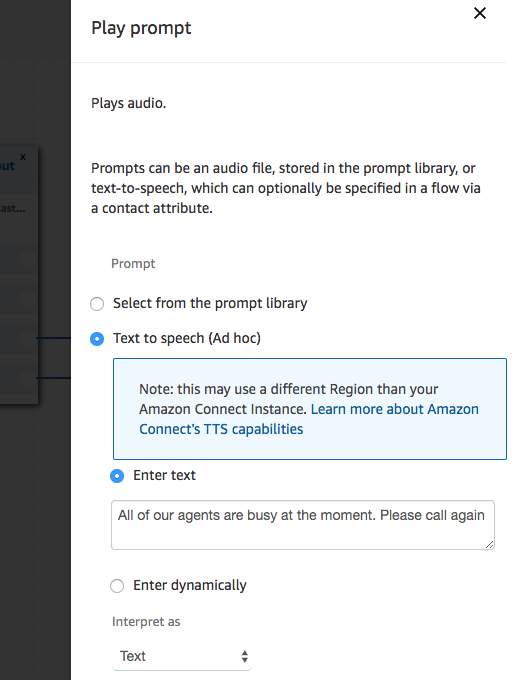 Play prompt
x
ut
ast...
Plays audio.
Prompts can be an audio file, stored in the prompt library, or
text-to-speech, which can optionally be specified in a flow via
a contact attribute.
Prompt
Select from the prompt library
Text to speech (Ad hoc)
Note: this may use a different Region than your
Amazon Connect Instance. Learn more about Amazon
Connect's TTS capabilities
Enter text
All of our agents are busy at the moment. Please call again
Enter dynamically
Interpret as
Text